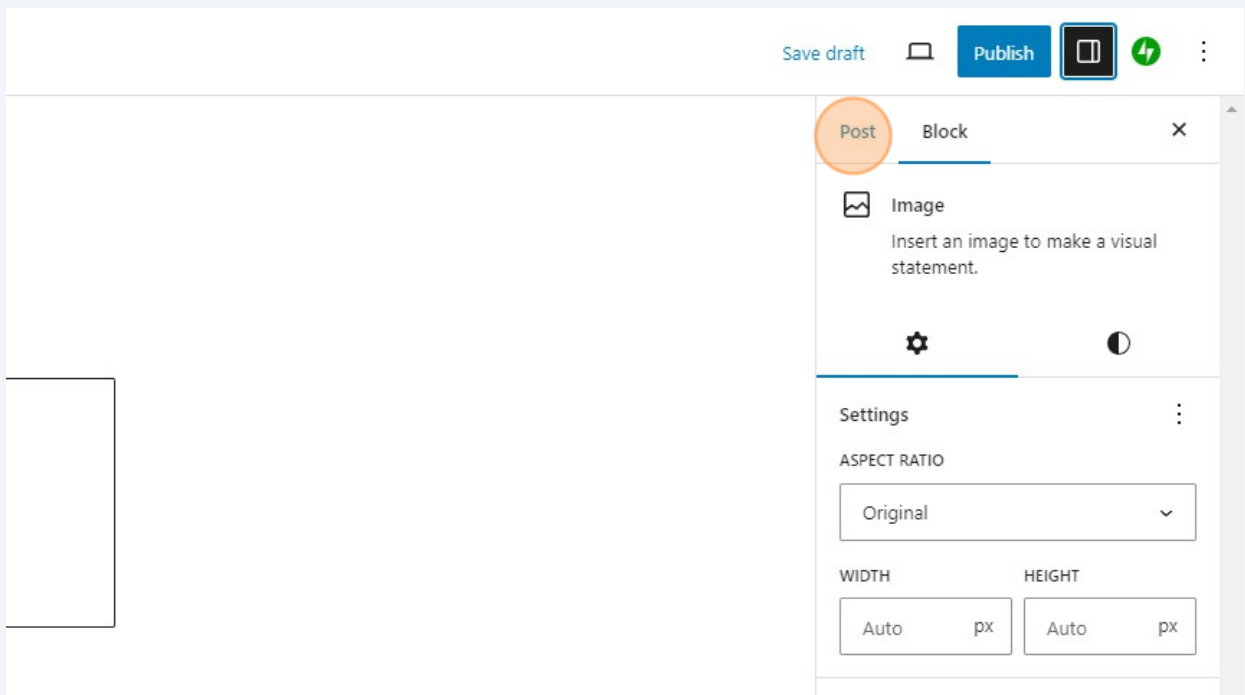 Save draft Publish
Post Block
Image
Insert an image to make a visual
statement.
Settings
ASPECT RATIO
Original
WIDTH HEIGHT
Auto px Auto px